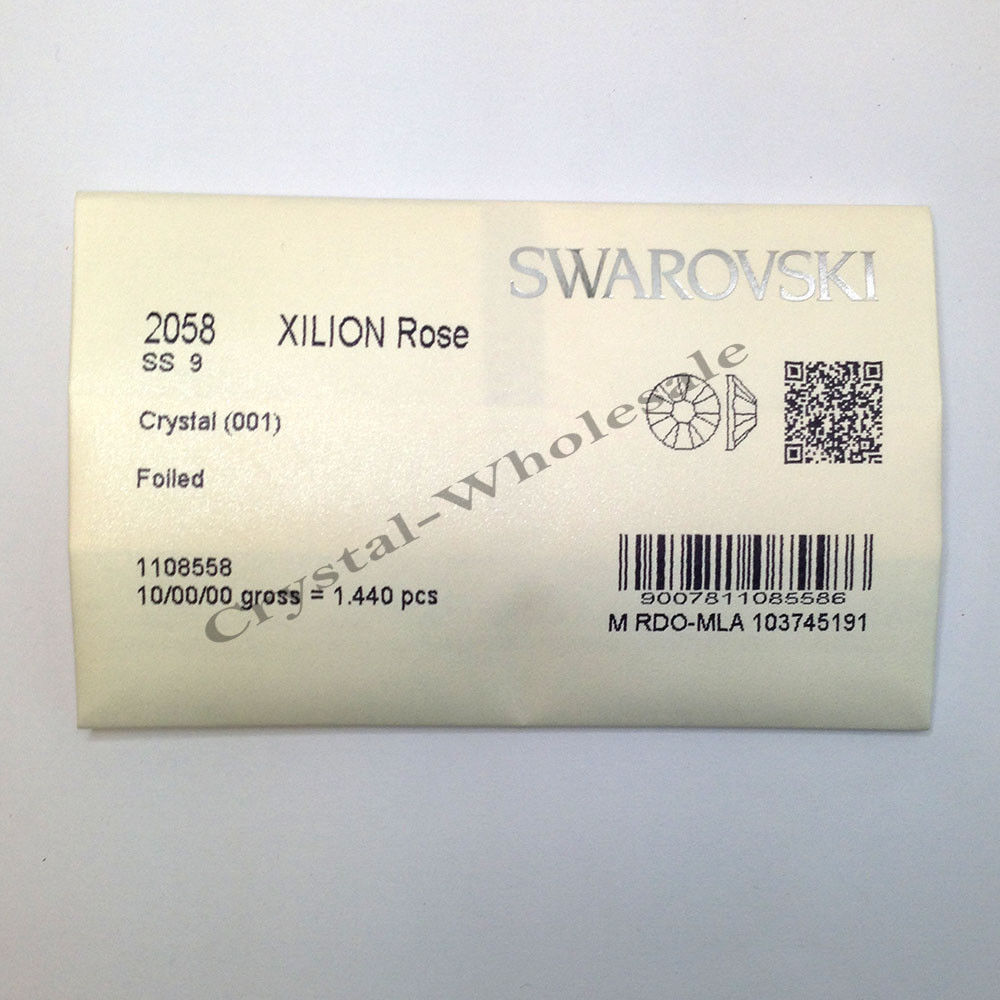 SWAROVSKI
2058 XILION Rose
SS 9
Crystal (001)
Foiled
1108558
10/00/00 gross = 1.440 pcs
9007811085586
M RDO-MLA 103745191
Crystal-Wholesale